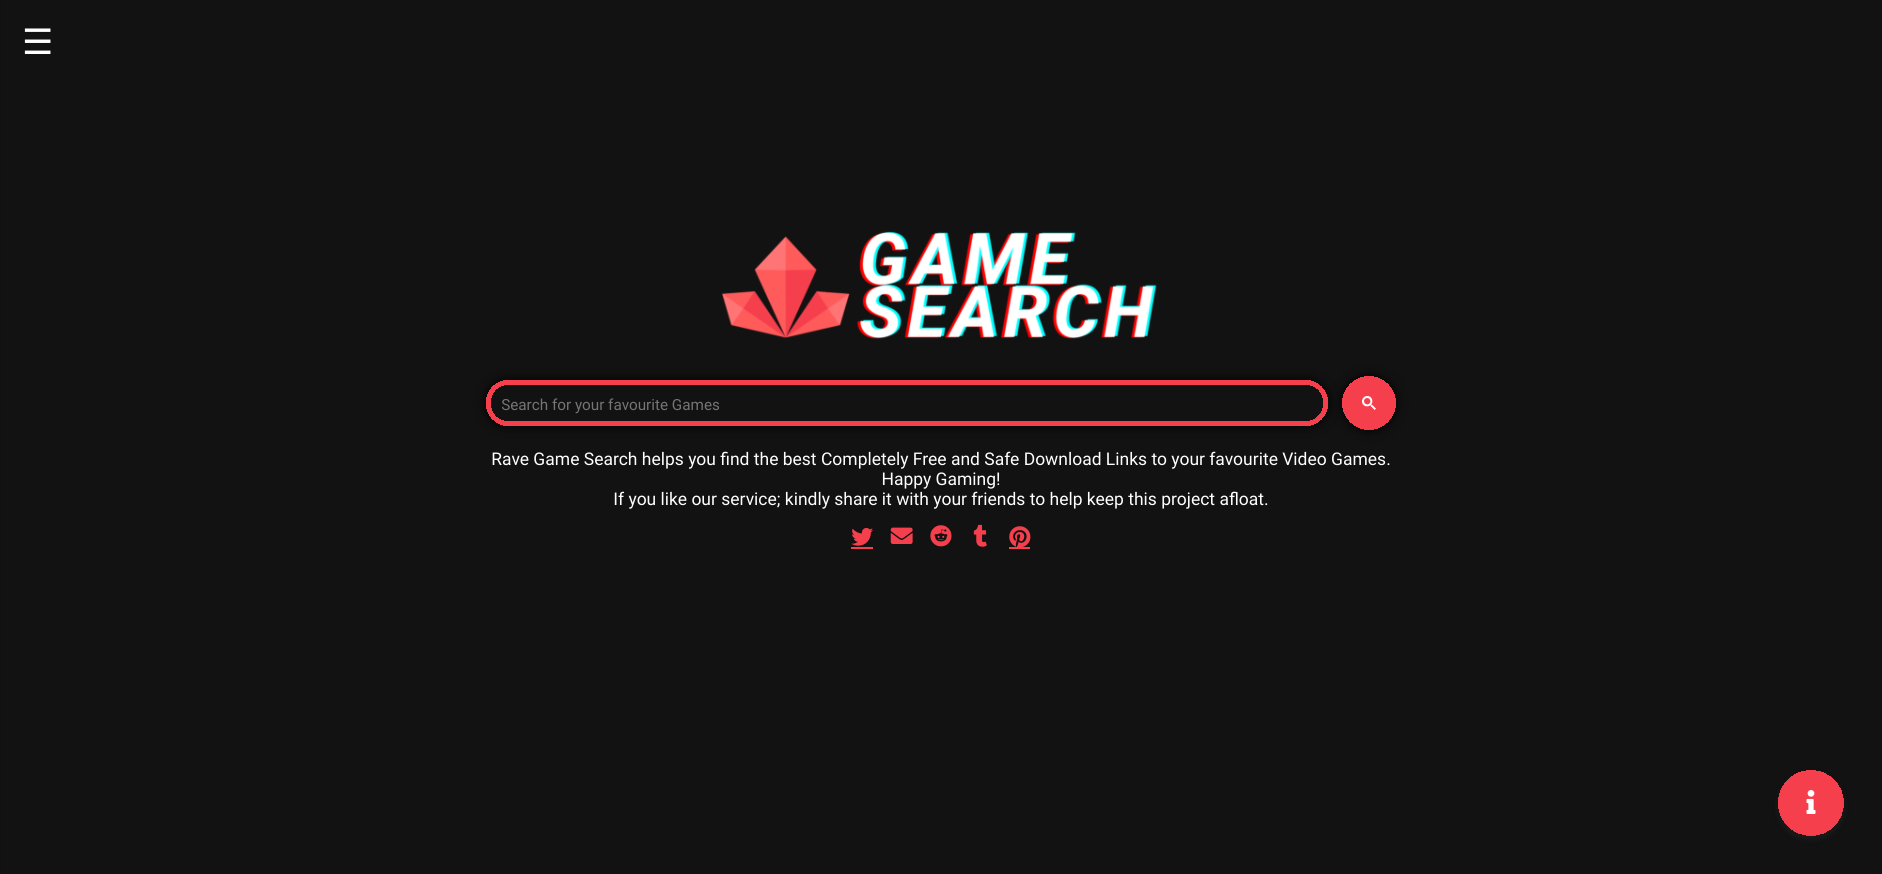 GAME
SEARCH
Search for your favourite Games
Rave Game Search helps you find the best Completely Free and Safe Download Links to your favourite Video Games.
Happy Gaming!
If you like our service; kindly share it with your friends to help keep this project afloat.